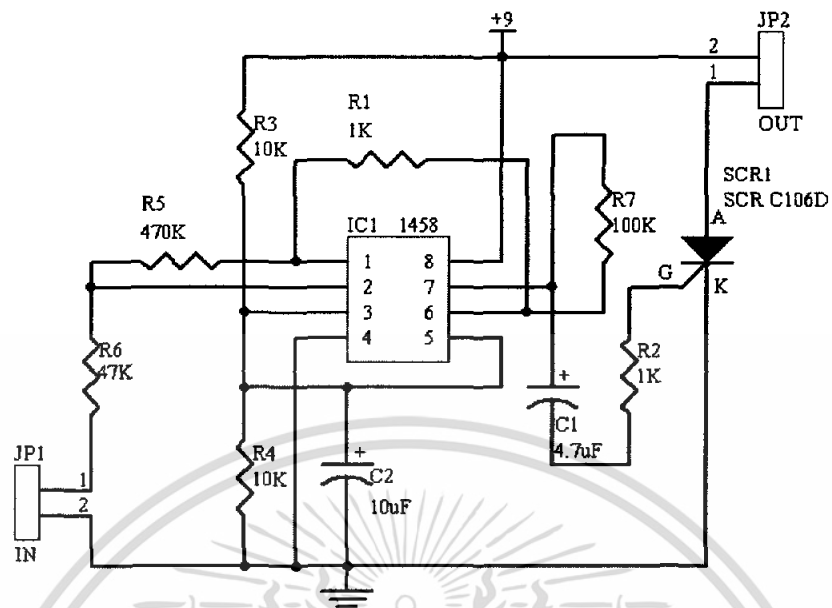 +9
JP2
2
1
OUT
R1
1K
R3
10K
SCR1
SCR C106D
A
R7
100K
R5
470K
IC1 1458
1 8
2 7
3 6
4 5
G
K
R6
47K
R2
1K
+
C1
4.7uF
JP1
1
2
IN
R4
10K
+
C2
10uF